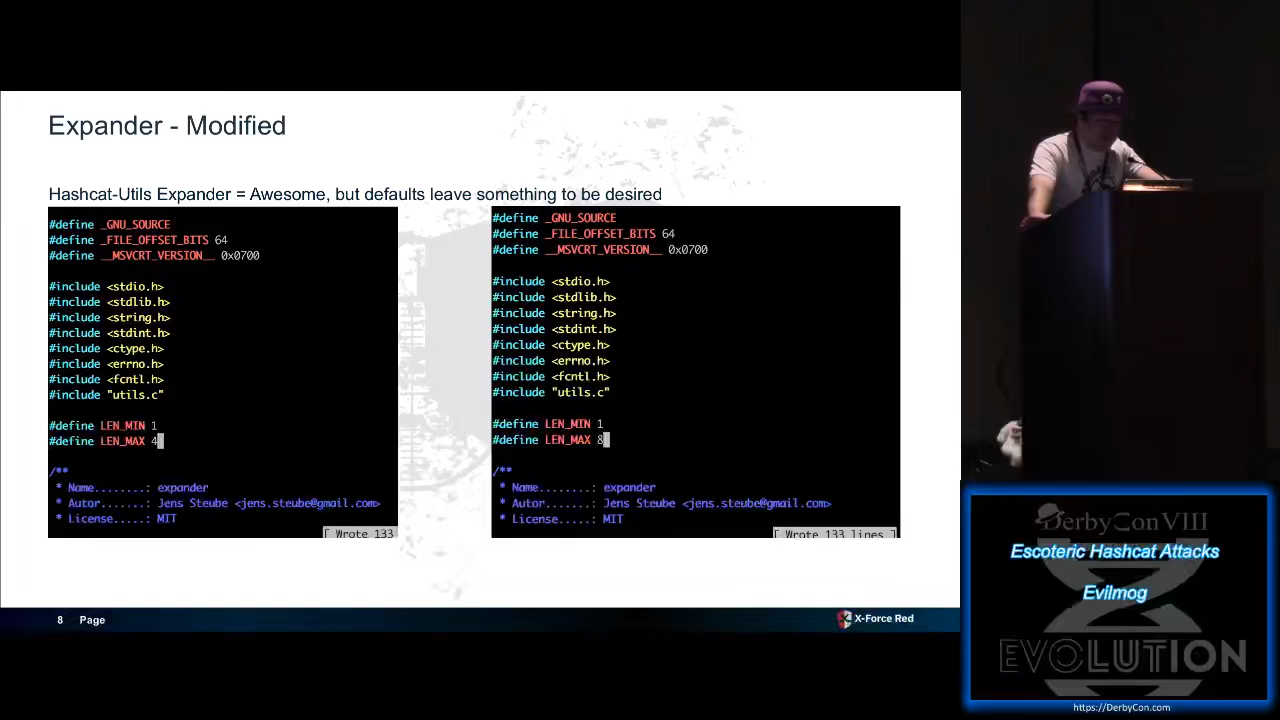 Expander - Modified
Hashcat-Utils Expander = Awesome, but defaults leave something to be desired
#define _GNU_SOURCE
#define _FILE_OFFSET_BITS 64
#define __MSVCRT_VERSION__ 0x0700
#include <stdio.h>
#include <stdlib.h>
#include <string.h>
#include <stdint.h>
#include <ctype.h>
#include <errno.h>
#include <fcntl.h>
#include "utils.c"
#define LEN_MIN 1
#define LEN_MAX 4
/**
* Name........: expander
* Autor.......: Jens Steube <jens.steube@gmail.com>
* License.....: MIT
[ Wrote 133
#define _GNU_SOURCE
#define _FILE_OFFSET_BITS 64
#define __MSVCRT_VERSION__ 0x0700
#include <stdio.h>
#include <stdlib.h>
#include <string.h>
#include <stdint.h>
#include <ctype.h>
#include <errno.h>
#include <fcntl.h>
#include "utils.c"
#define LEN_MIN 1
#define LEN_MAX 8
/**
* Name........: expander
* Autor.......: Jens Steube <jens.steube@gmail.com>
* License.....: MIT
[ Wrote 133 lines ]
8 Page
X-Force Red
DerbyCon VIII
Escoteric Hashcat Attacks
Evilmog
EVOLUTION
https://DerbyCon.com